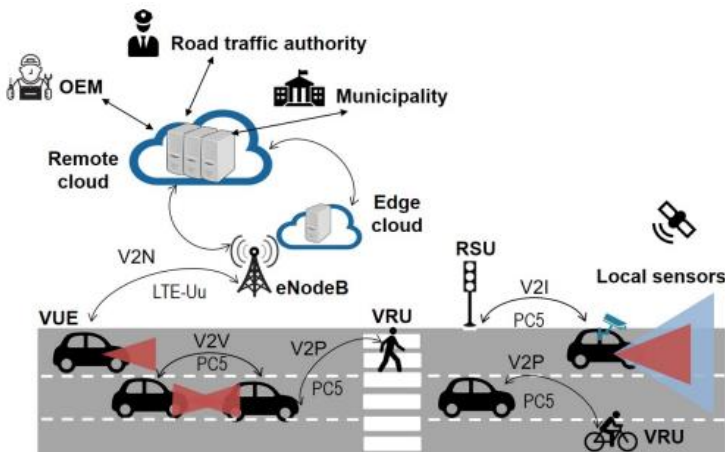 Road traffic authority
OEM
Municipality
Remote
cloud
Edge
cloud
RSU
V2N
eNodeB
LTE-Uu
V2I
Local sensors
VUE
VRU
PC5
V2V
PC5
V2P
PC5
V2P
PC5
VRU